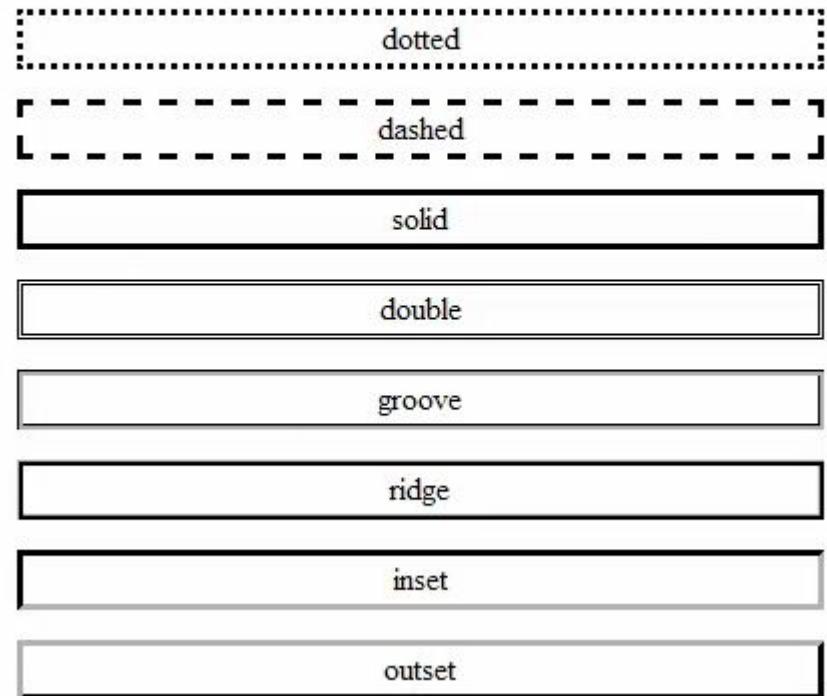 dotted
dashed
solid
double
groove
ridge
inset
outset